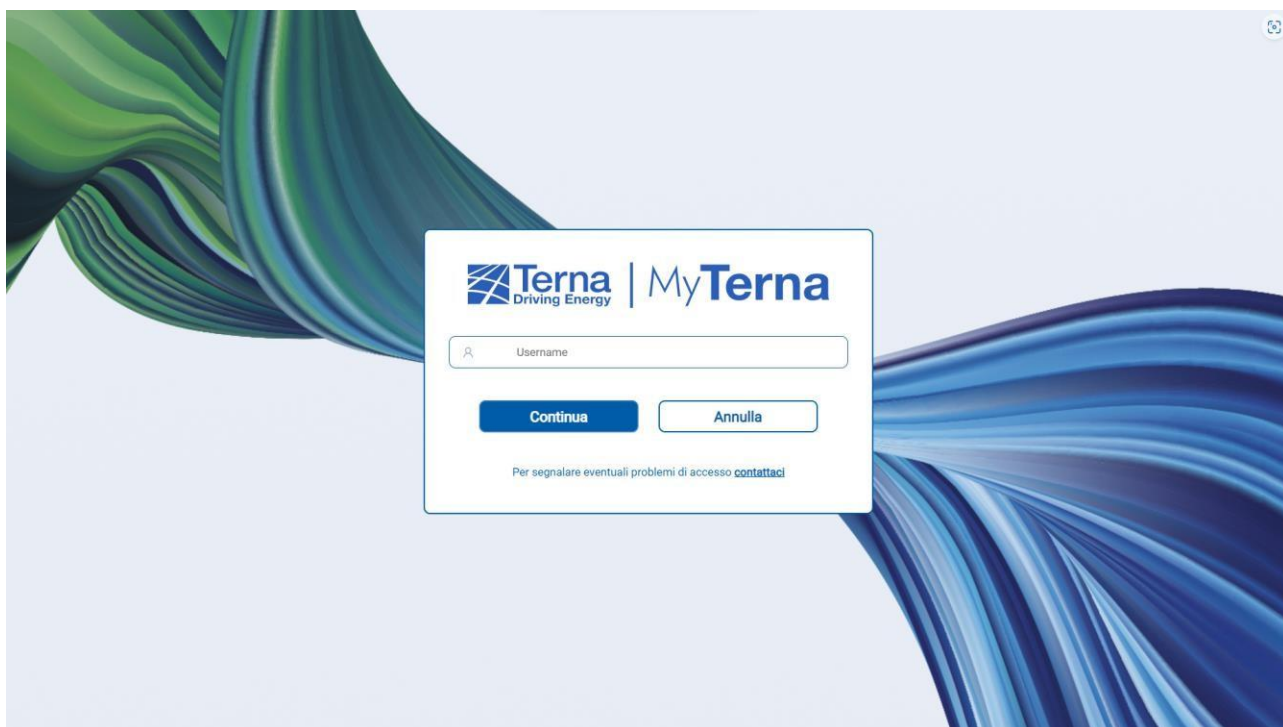 Terna | MyTerna
Driving Energy
Username
Continua Annulla
Per segnalare eventuali problemi di accesso contattaci